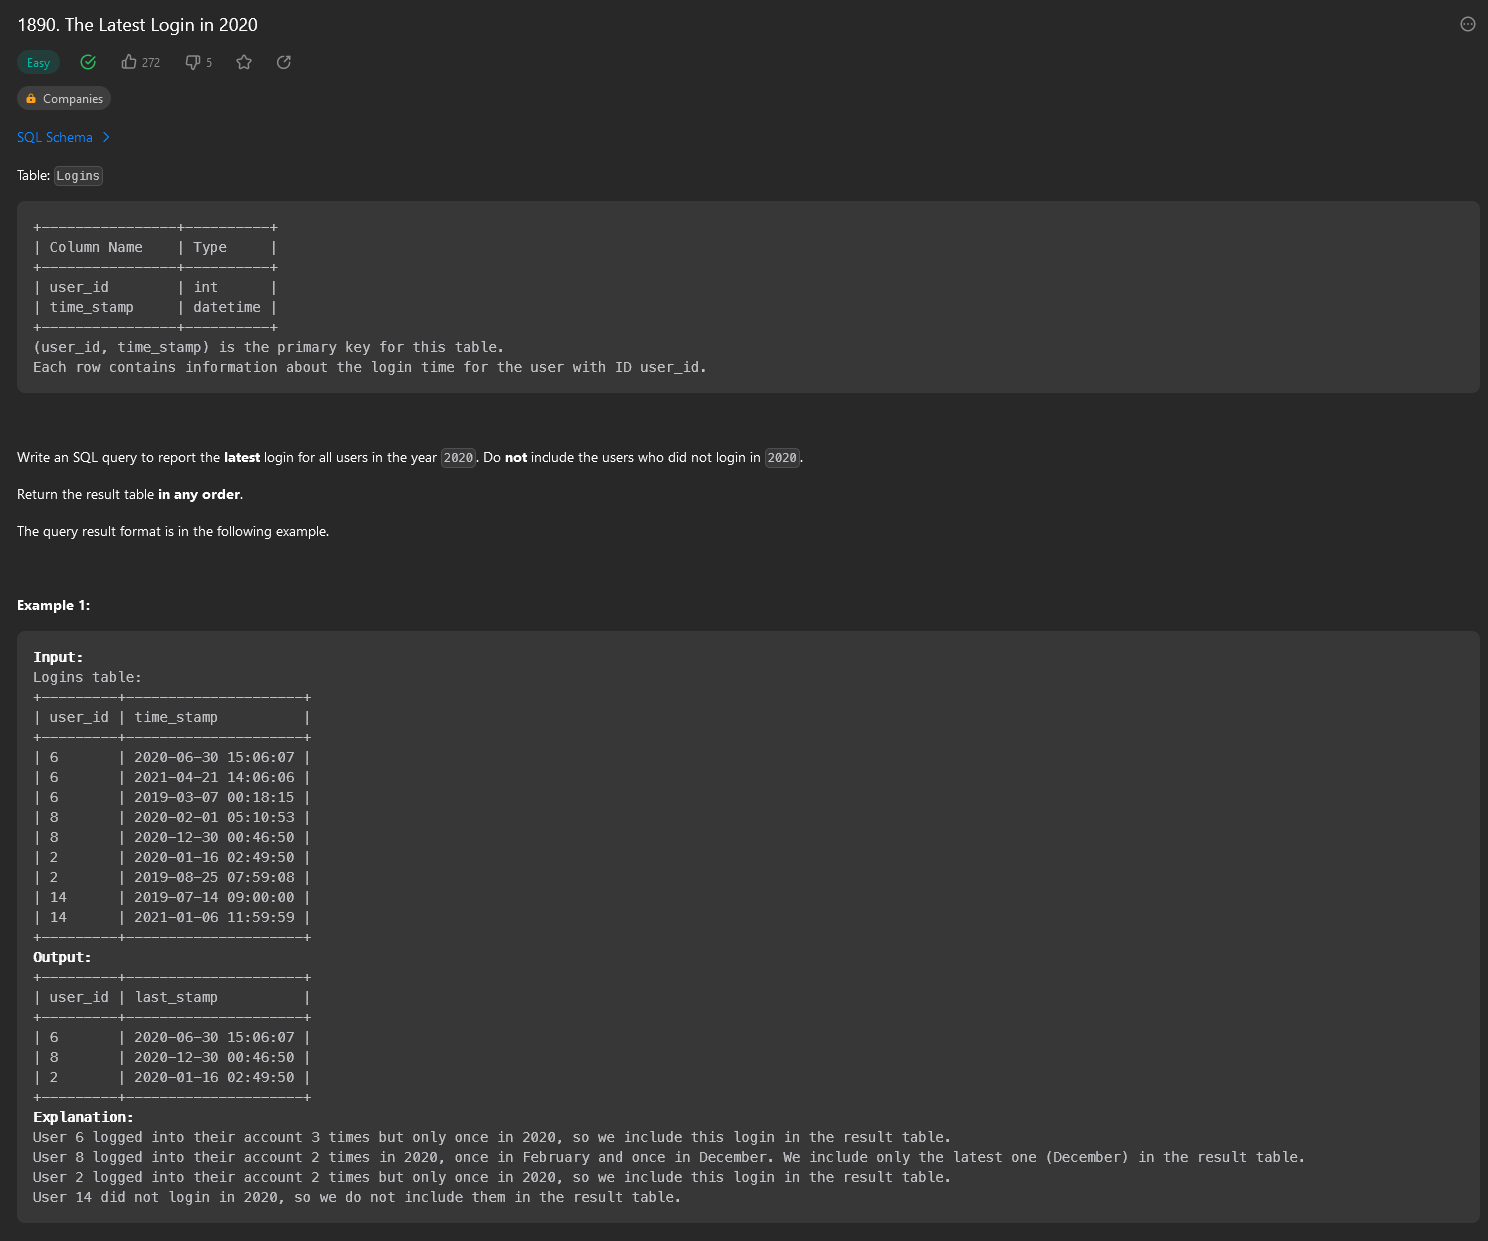 1890. The Latest Login in 2020
Easy 272 5
Companies
SQL Schema
Table: Logins
+----------------+----------+
| Column Name    | Type     |
+----------------+----------+
| user_id        | int      |
| time_stamp     | datetime |
+----------------+----------+
(user_id, time_stamp) is the primary key for this table.
Each row contains information about the login time for the user with ID user_id.
Write an SQL query to report the latest login for all users in the year 2020. Do not include the users who did not login in 2020.
Return the result table in any order.
The query result format is in the following example.
Example 1:
Input:
Logins table:
+---------+---------------------+
| user_id | time_stamp          |
+---------+---------------------+
| 6       | 2020-06-30 15:06:07 |
| 6       | 2021-04-21 14:06:06 |
| 6       | 2019-03-07 00:18:15 |
| 8       | 2020-02-01 05:10:53 |
| 8       | 2020-12-30 00:46:50 |
| 2       | 2020-01-16 02:49:50 |
| 2       | 2019-08-25 07:59:08 |
| 14      | 2019-07-14 09:00:00 |
| 14      | 2021-01-06 11:59:59 |
+---------+---------------------+
Output:
+---------+---------------------+
| user_id | last_stamp          |
+---------+---------------------+
| 6       | 2020-06-30 15:06:07 |
| 8       | 2020-12-30 00:46:50 |
| 2       | 2020-01-16 02:49:50 |
+---------+---------------------+
Explanation:
User 6 logged into their account 3 times but only once in 2020, so we include this login in the result table.
User 8 logged into their account 2 times in 2020, once in February and once in December. We include only the latest one (December) in the result table.
User 2 logged into their account 2 times but only once in 2020, so we include this login in the result table.
User 14 did not login in 2020, so we do not include them in the result table.